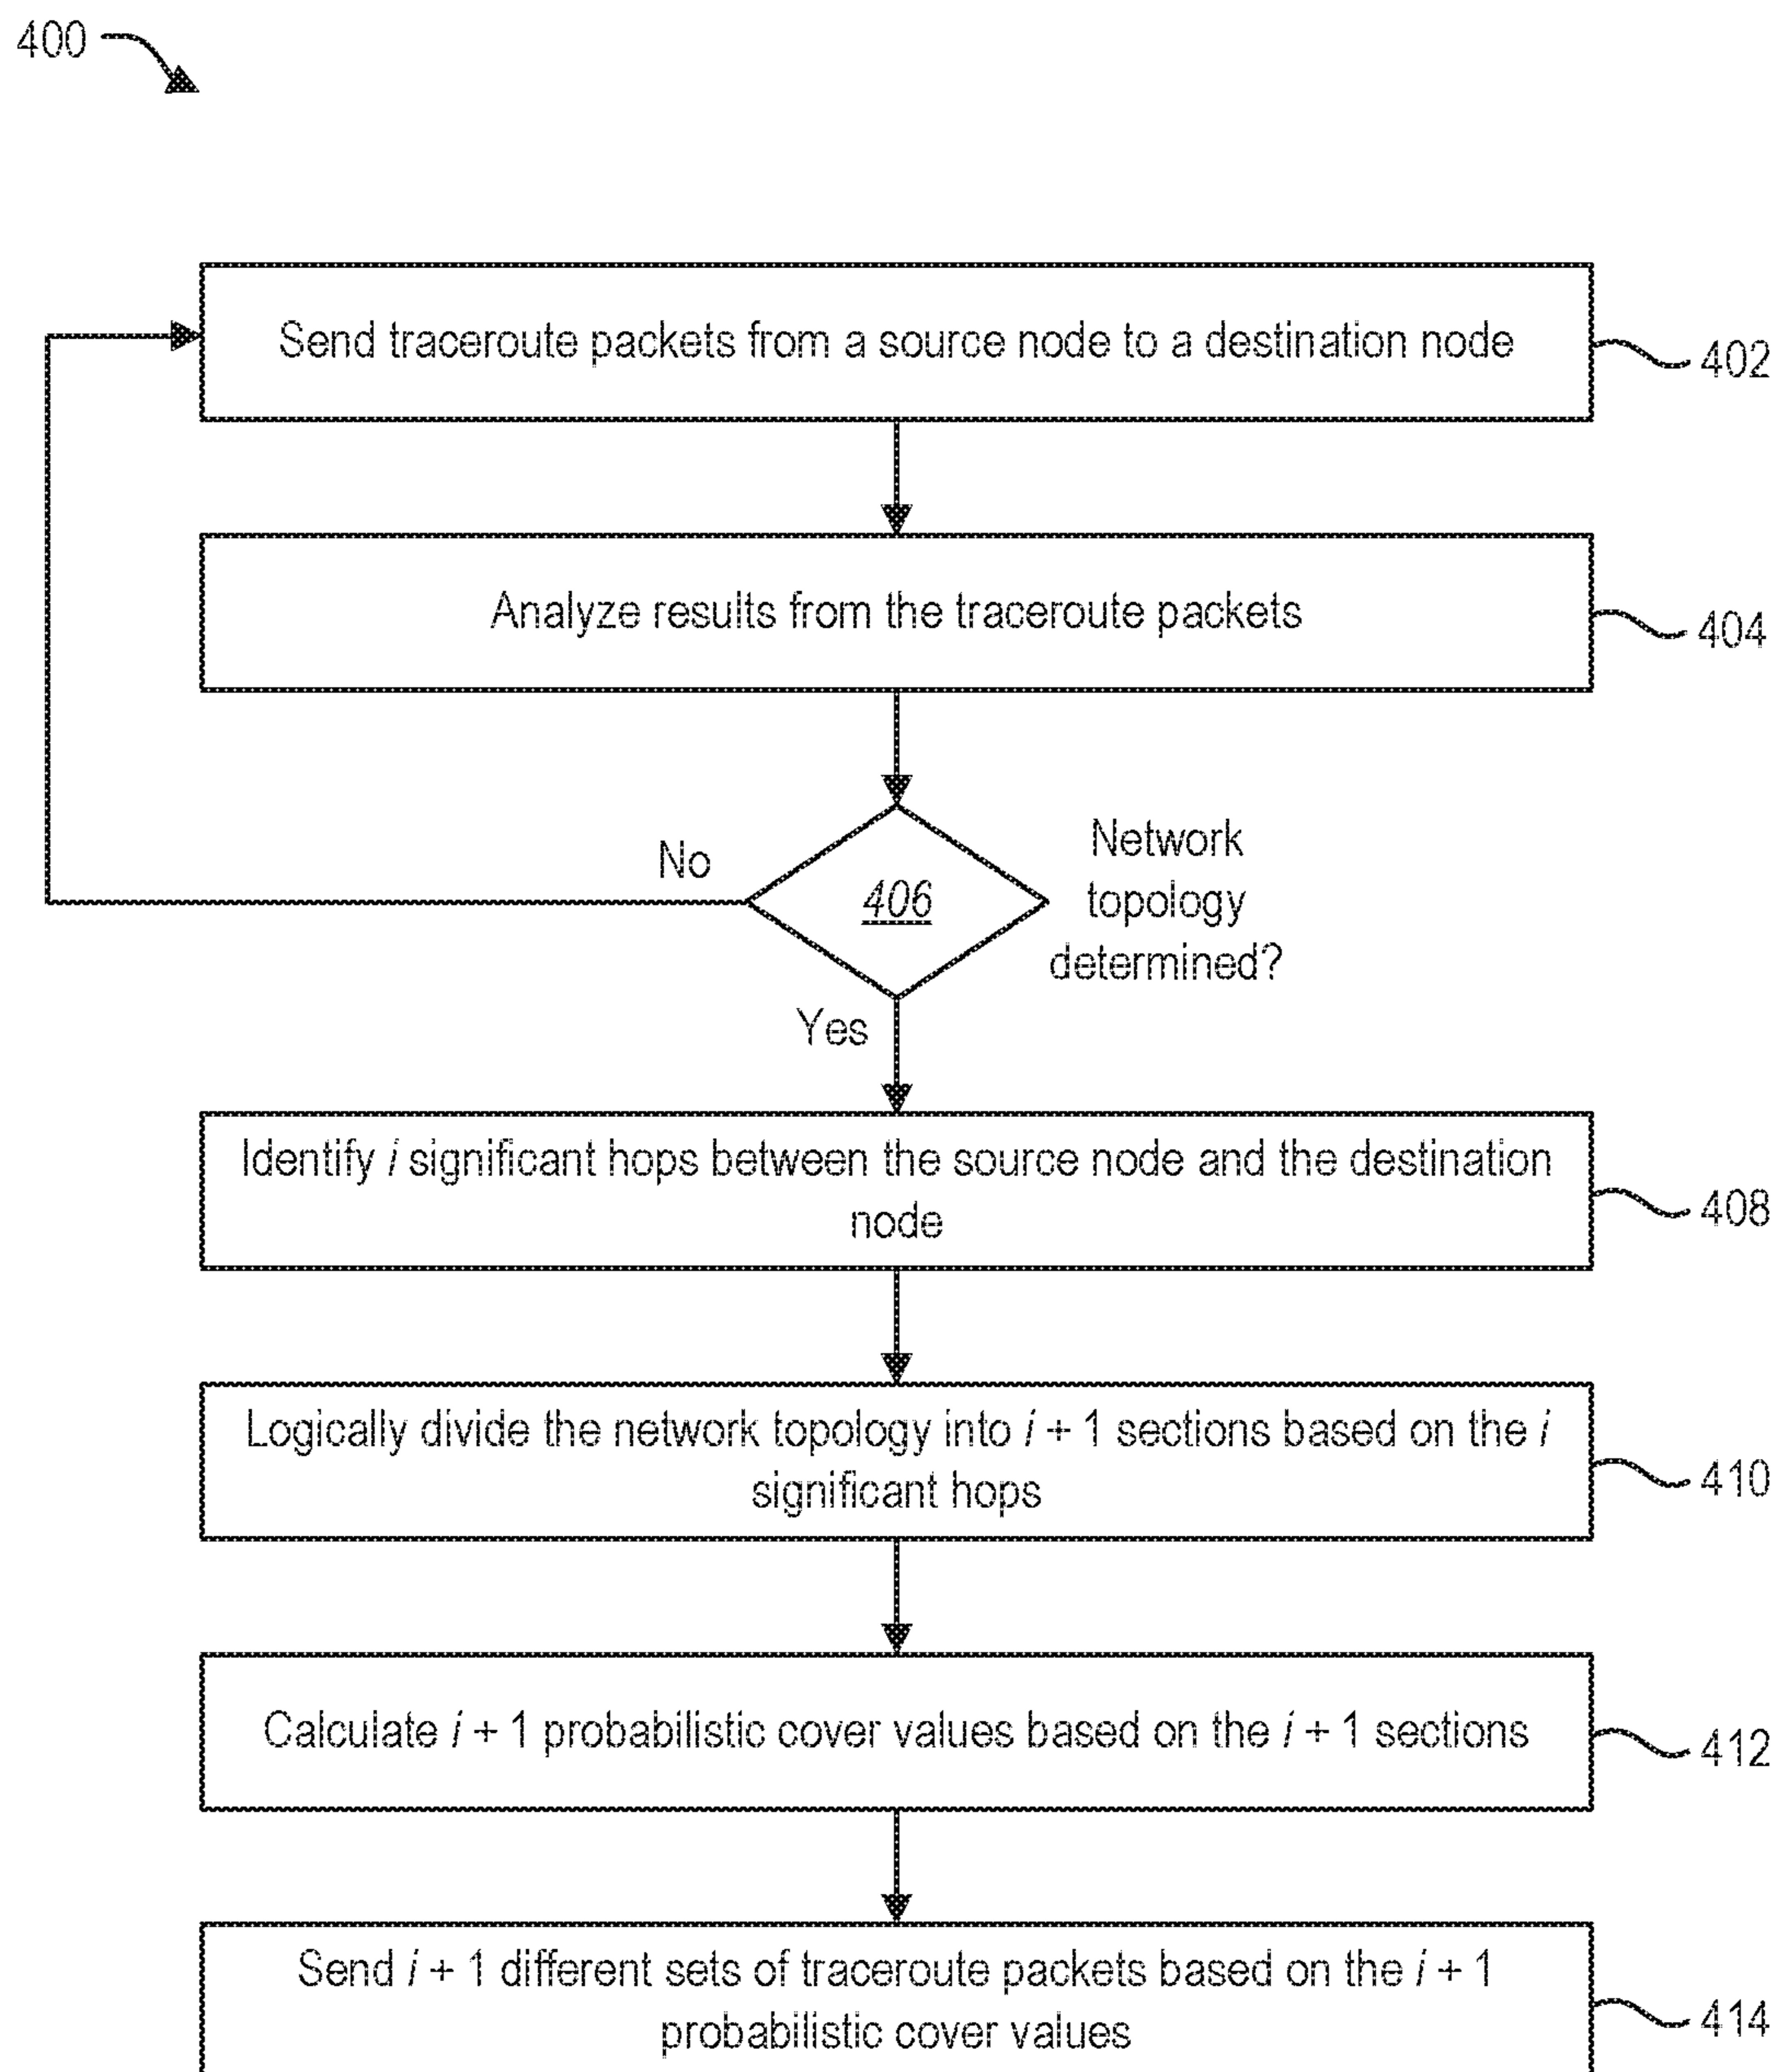 400
Send traceroute packets from a source node to a destination node
402
Analyze results from the traceroute packets
404
No
406
Network
topology
determined?
Yes
Identify i significant hops between the source node and the destination
node
408
Logically divide the network topology into i + 1 sections based on the i
significant hops
410
Calculate i + 1 probabilistic cover values based on the i + 1 sections
412
Send i + 1 different sets of traceroute packets based on the i + 1
probabilistic cover values
414